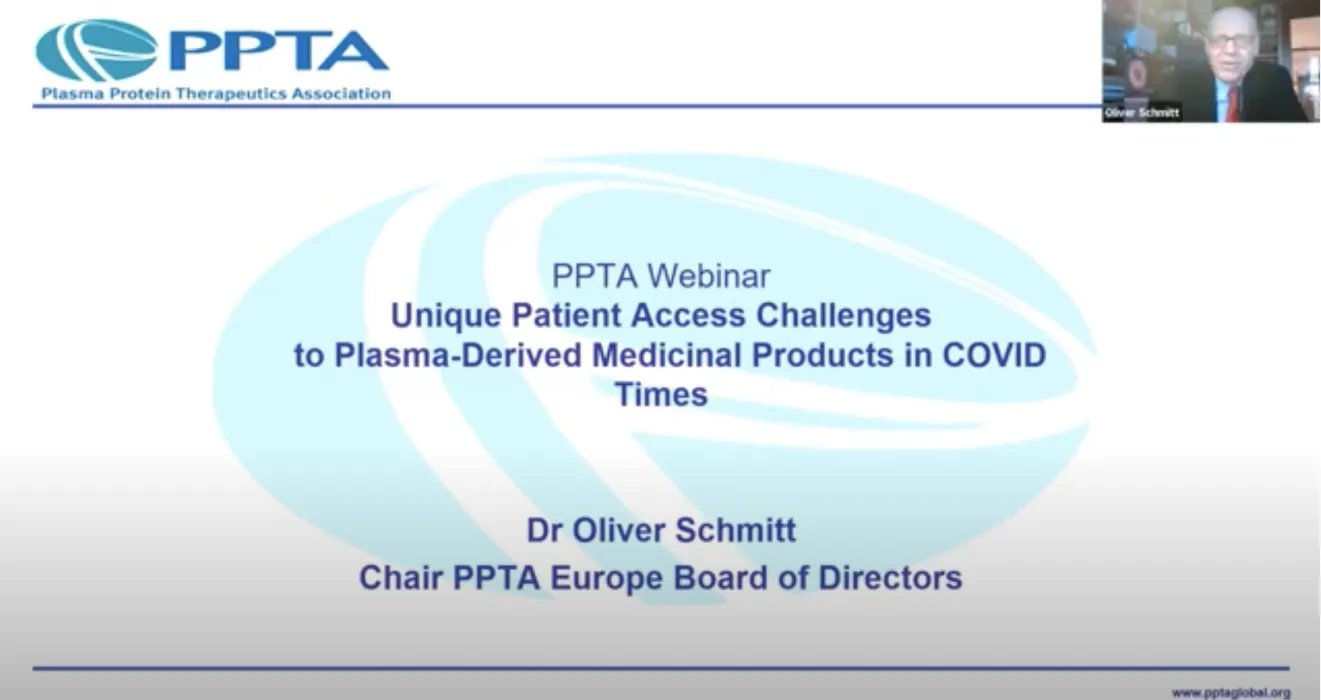 PPTA
Plasma Protein Therapeutics Association
Oliver Schmitt
PPTA Webinar
Unique Patient Access Challenges
to Plasma-Derived Medicinal Products in COVID
Times
Dr Oliver Schmitt
Chair PPTA Europe Board of Directors
www.pptaglobal.org